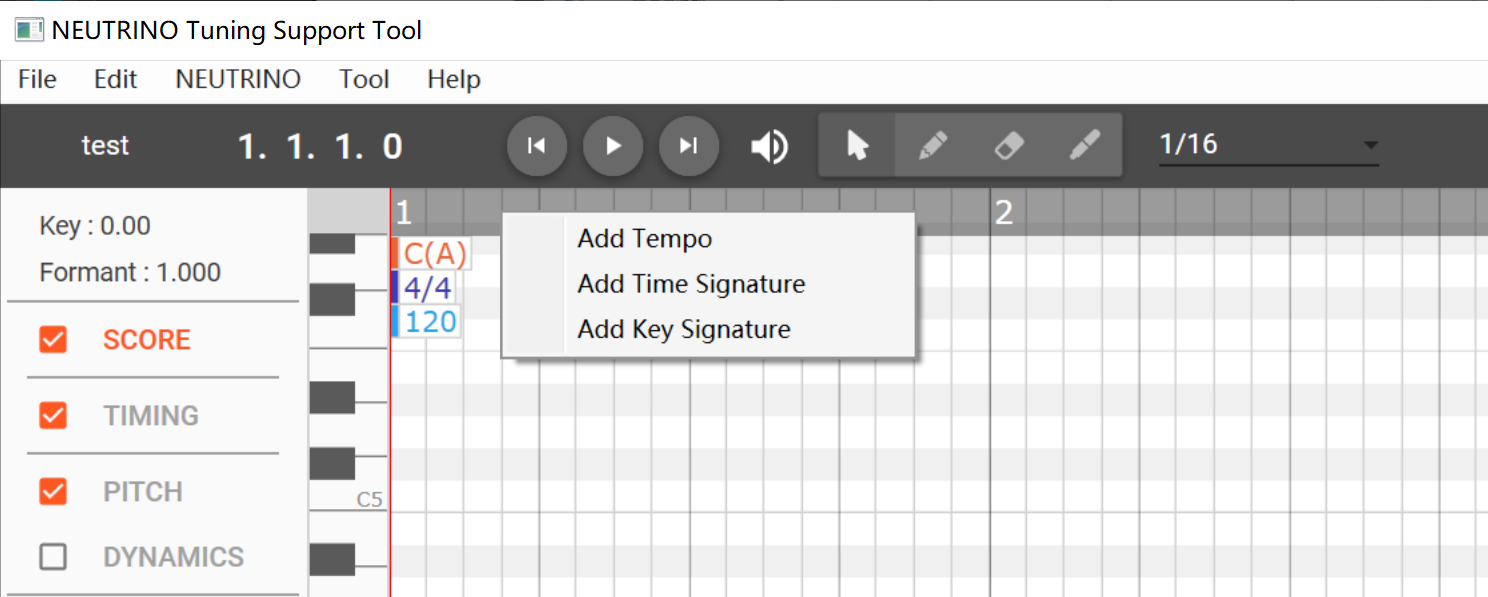 NEUTRINO Tuning Support Tool
File Edit NEUTRINO Tool Help
test 1. 1. 1. 0 1/16
1 2
Key : 0.00
Formant : 1.000
SCORE
TIMING
PITCH
DYNAMICS
C5
C(A)
4/4
120
Add Tempo
Add Time Signature
Add Key Signature